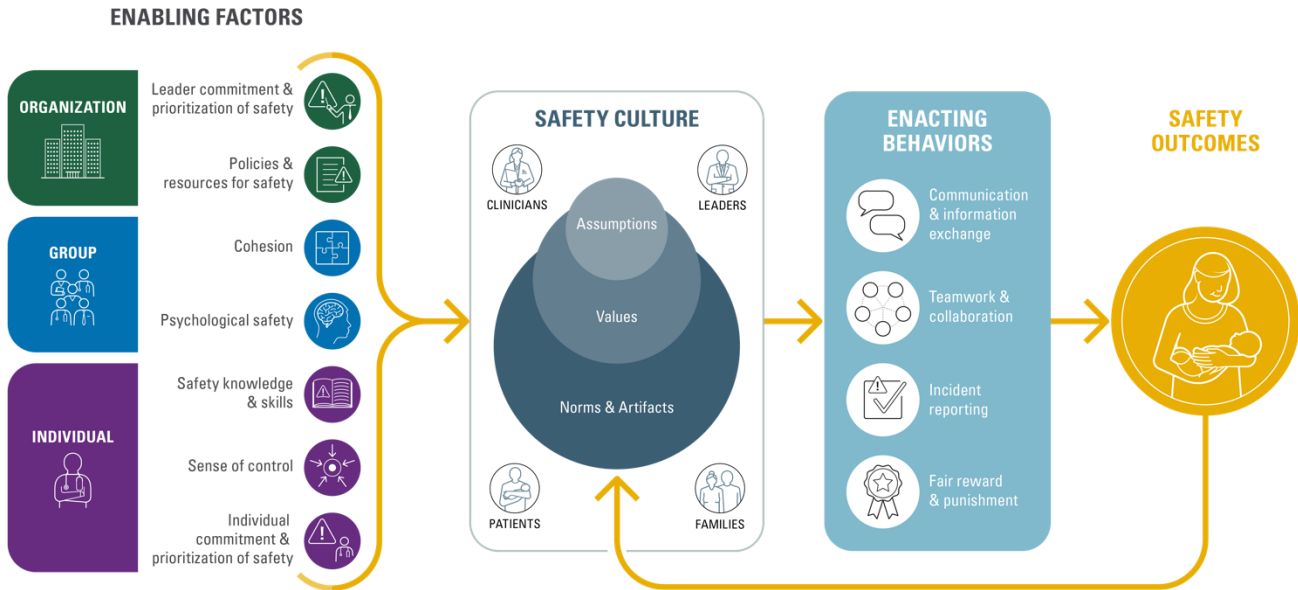 ENABLING FACTORS
ORGANIZATION
Leader commitment &
prioritization of safety
Policies &
resources for safety
GROUP
Cohesion
Psychological safety
INDIVIDUAL
Safety knowledge
& skills
Sense of control
Individual
commitment &
prioritization of safety
SAFETY CULTURE
CLINICIANS
LEADERS
Assumptions
Values
Norms & Artifacts
PATIENTS
FAMILIES
ENACTING
BEHAVIORS
Communication
& information
exchange
Teamwork &
collaboration
Incident
reporting
Fair reward
& punishment
SAFETY
OUTCOMES